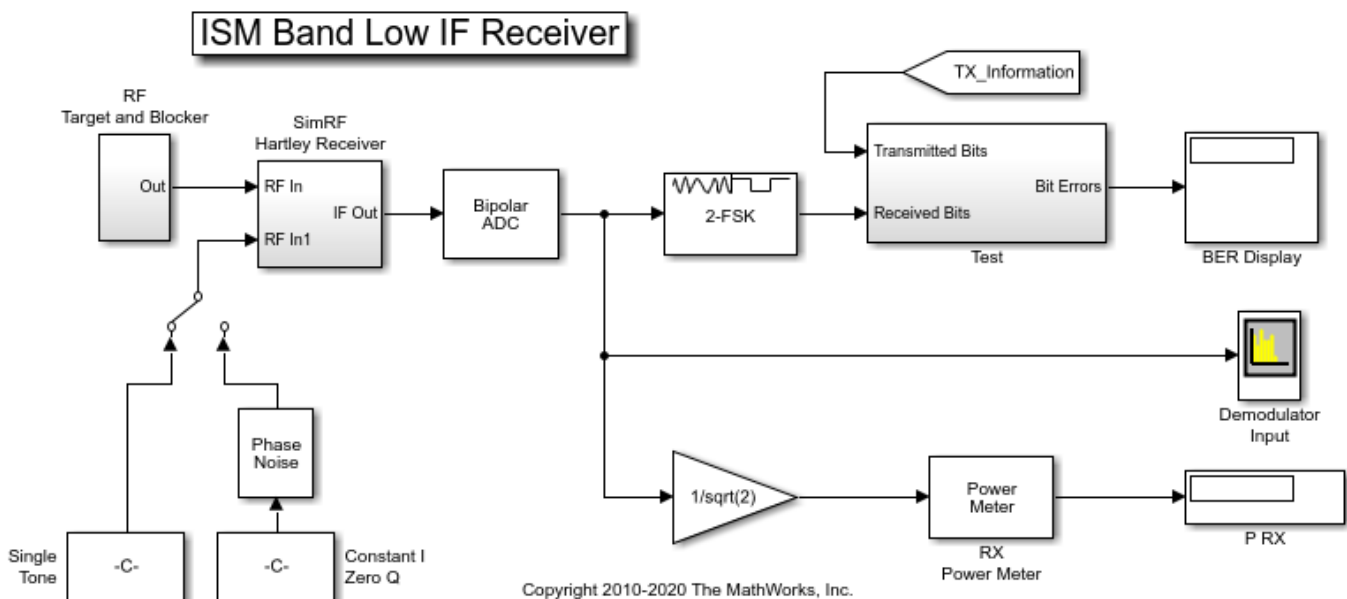 ISM Band Low IF Receiver
TX_Information
RF
Target and Blocker
Out
SimRF
Hartley Receiver
RF In
IF Out
RF In1
Bipolar
ADC
2-FSK
Transmitted Bits
Bit Errors
Received Bits
Test
BER Display
Demodulator
Input
Phase
Noise
1/sqrt(2)
Power
Meter
RX
Power Meter
P RX
Single
Tone
-C-
-C-
Constant I
Zero Q
Copyright 2010-2020 The MathWorks, Inc.